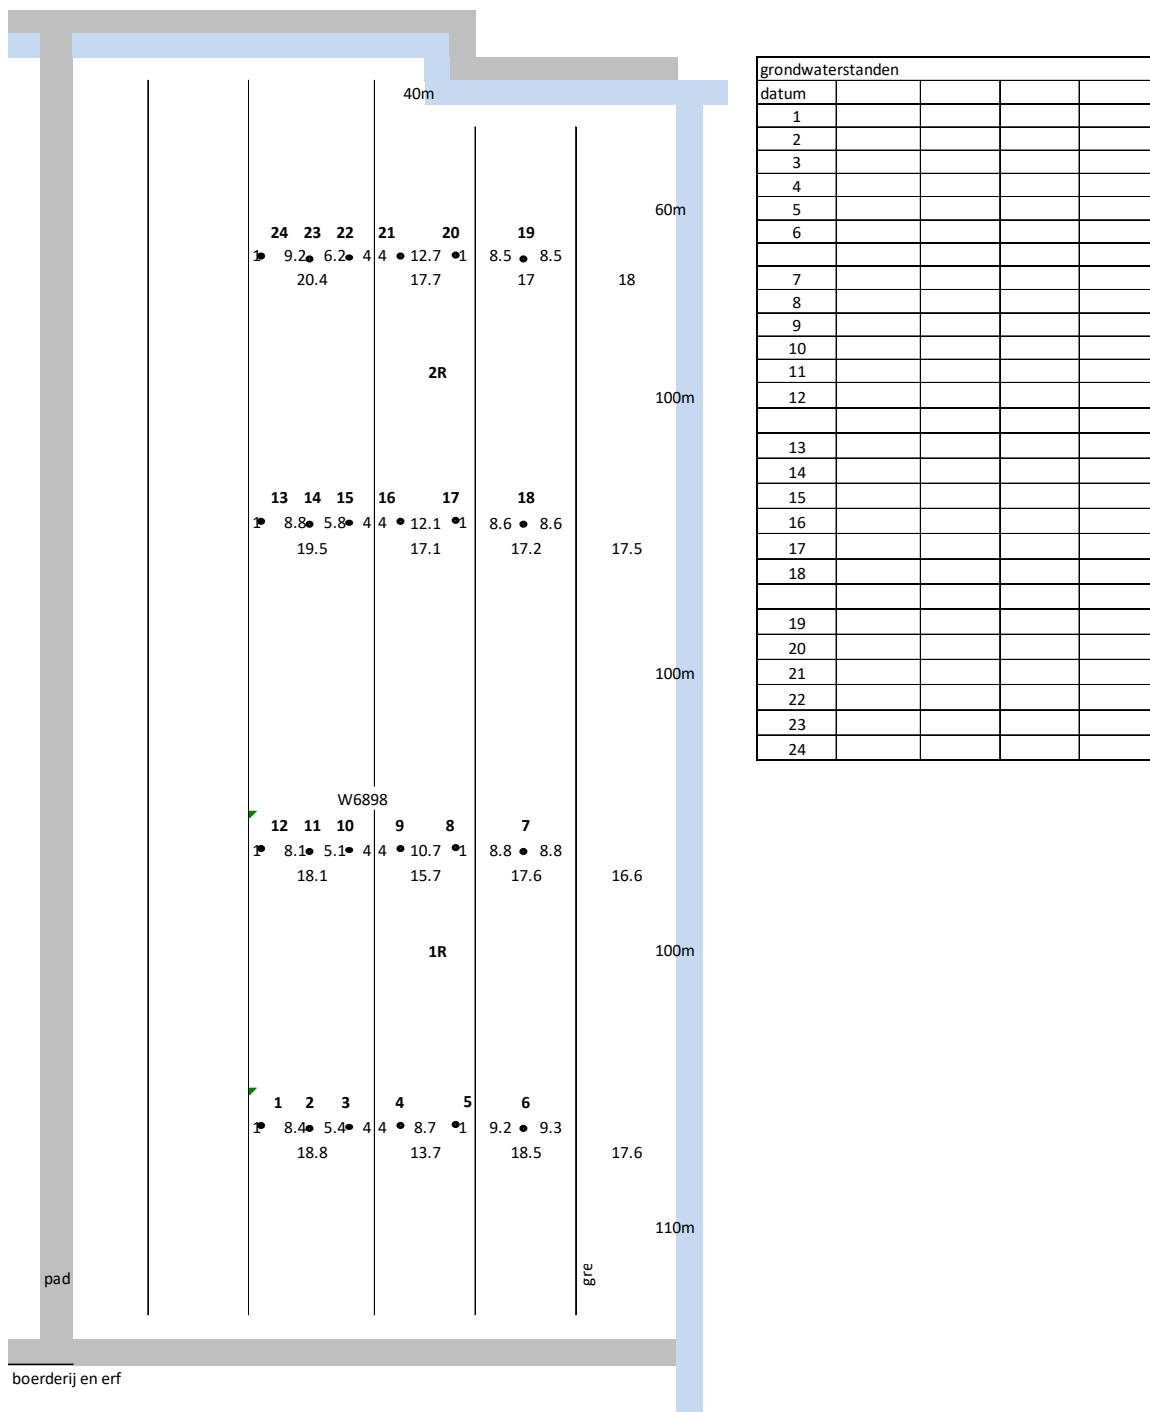 40m
60m
24 23 22 21 20 19
1 9.2 6.2 4 4 12.7 1 8.5 8.5
20.4 17.7 17 18
2R
100m
13 14 15 16 17 18
1 8.8 5.8 4 4 12.1 1 8.6 8.6
19.5 17.1 17.2 17.5
100m
W6898
12 11 10 9 8 7
1 8.1 5.1 4 4 10.7 1 8.8 8.8
18.1 15.7 17.6 16.6
1R 100m
1 2 3 4 5 6
1 8.4 5.4 4 4 8.7 1 9.2 9.3
18.8 13.7 18.5 17.6
110m
pad
gre
boerderij en erf
grondwaterstanden
datum
1
2
3
4
5
6
7
8
9
10
11
12
13
14
15
16
17
18
19
20
21
22
23
24